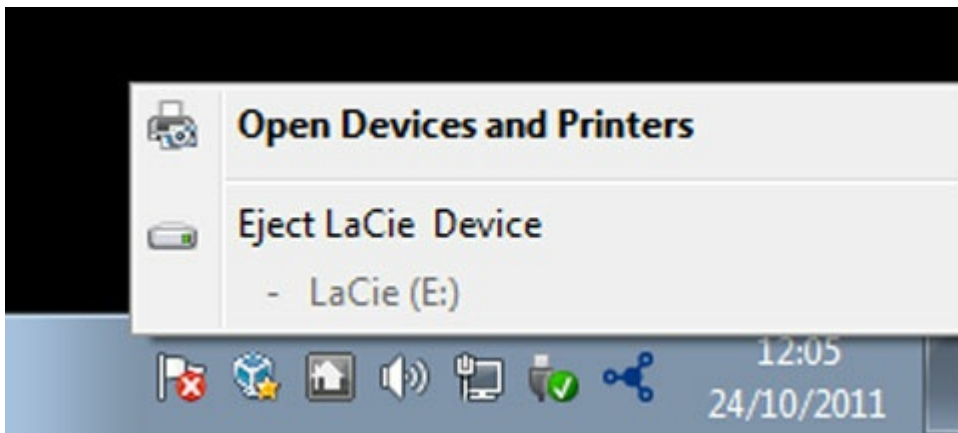 Open Devices and Printers
Eject LaCie  Device
- LaCie (E:)
12:05
24/10/2011